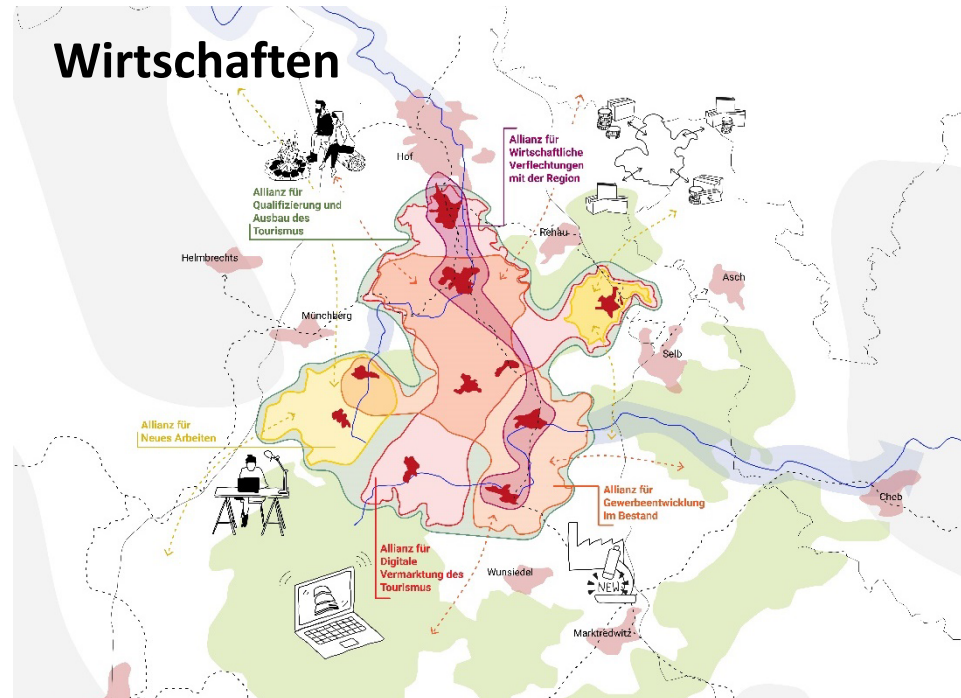 Wirtschaften
Hof
Allianz für
Wirtschaftliche
Verflechtungen
mit der Region
Allianz für
Qualifizierung und
Ausbau des
Tourismus
Rehau
Helmbrechts
Asch
Münchberg
Selb
Allianz für
Neues Arbeiten
Allianz für
Gewerbeentwicklung
Im Bestand
Cheb
Allianz für
Digitale
Vermarktung des
Tourismus
Wunsiedel
NEW
Marktredwitz